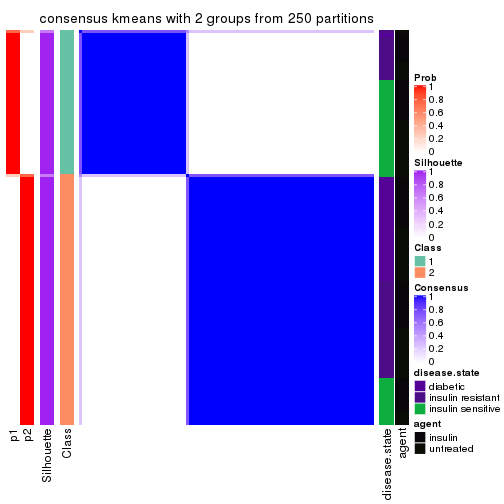 consensus kmeans with 2 groups from 250 partitions
Prob
1
0.8
0.6
0.4
0.2
0
Silhouette
1
0.8
0.6
0.4
0.2
0
Class
1
2
Consensus
1
0.8
0.6
0.4
0.2
0
disease.state
diabetic
insulin resistant
insulin sensitive
agent
insulin
untreated
p1
p2
Silhouette
Class
disease.state
agent